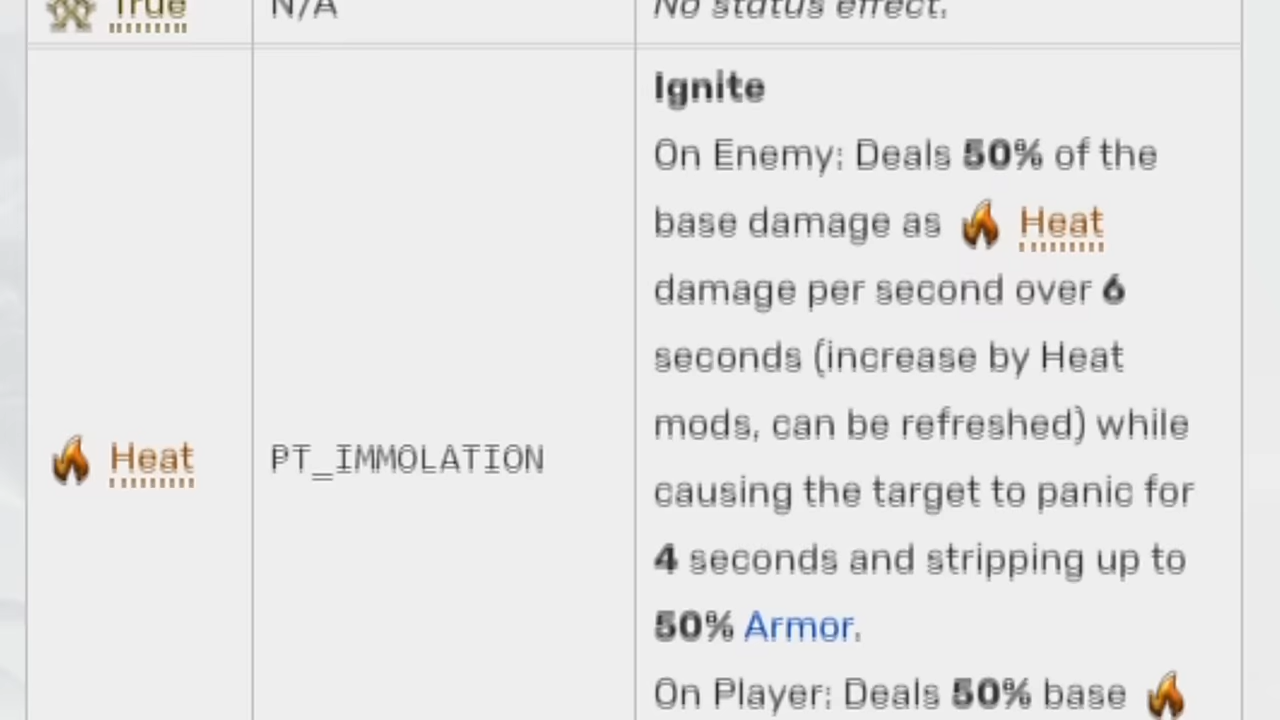 True
N/A
No status effect.
Heat
PT_IMMOLATION
Ignite
On Enemy: Deals 50% of the
base damage as Heat
damage per second over 6
seconds (increase by Heat
mods, can be refreshed) while
causing the target to panic for
4 seconds and stripping up to
50% Armor.
On Player: Deals 50% base